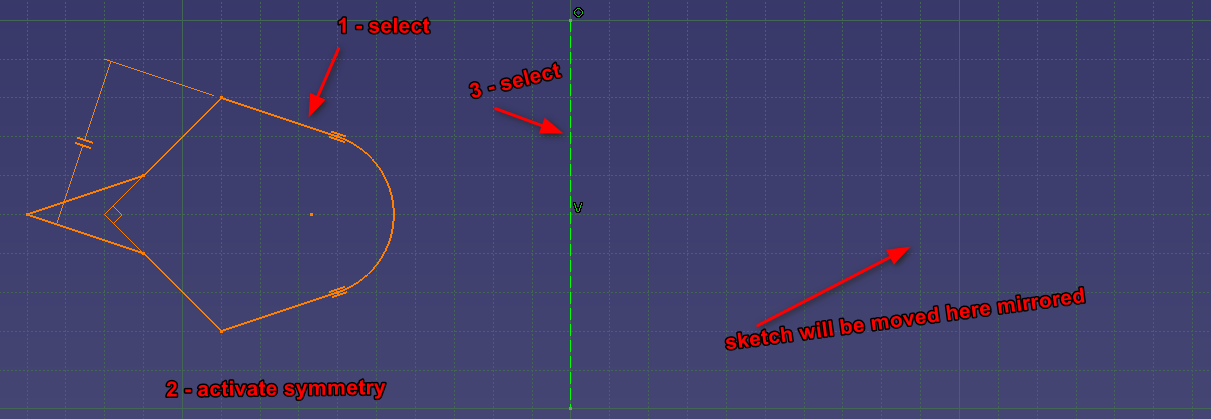 O
1 - select
3 - select
V
sketch will be moved here mirrored
2 - activate symmetry